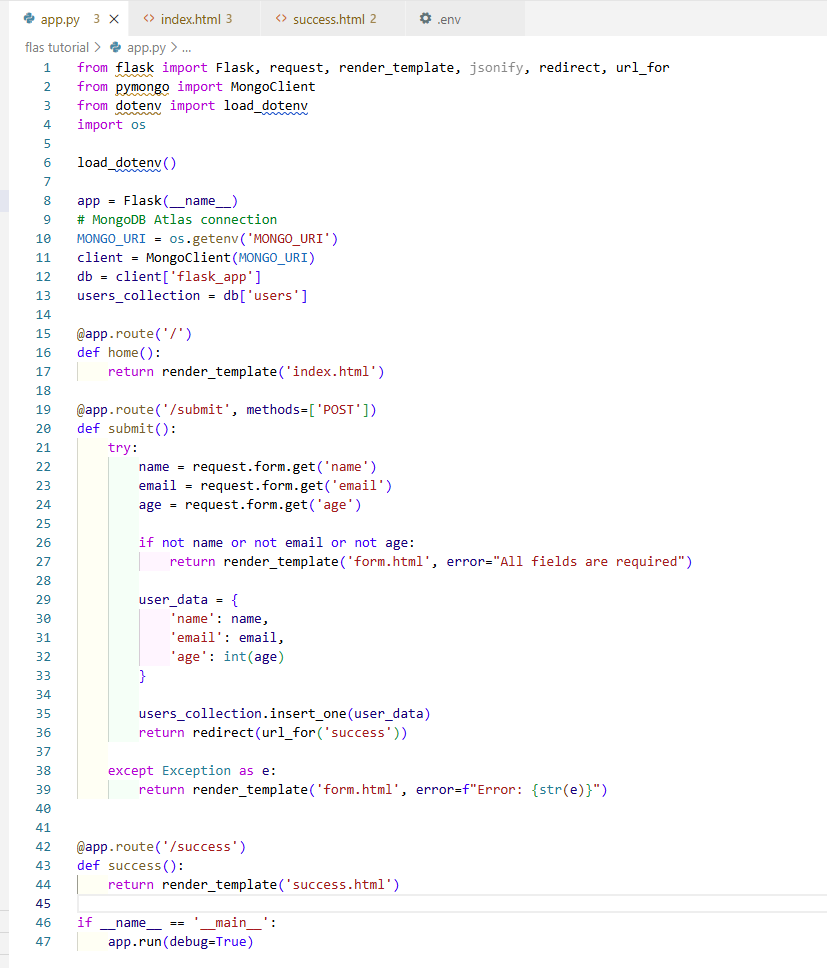 app.py 3 × index.html 3 success.html 2 .env
flas tutorial > app.py > ...
1 from flask import Flask, request, render_template, jsonify, redirect, url_for
2 from pymongo import MongoClient
3 from dotenv import load_dotenv
4 import os
5
6 load_dotenv()
7
8 app = Flask(__name__)
9 # MongoDB Atlas connection
10 MONGO_URI = os.getenv('MONGO_URI')
11 client = MongoClient(MONGO_URI)
12 db = client['flask_app']
13 users_collection = db['users']
14
15 @app.route('/')
16 def home():
17     return render_template('index.html')
18
19 @app.route('/submit', methods=['POST'])
20 def submit():
21     try:
22         name = request.form.get('name')
23         email = request.form.get('email')
24         age = request.form.get('age')
25
26         if not name or not email or not age:
27             return render_template('form.html', error="All fields are required")
28
29         user_data = {
30             'name': name,
31             'email': email,
32             'age': int(age)
33         }
34
35         users_collection.insert_one(user_data)
36         return redirect(url_for('success'))
37
38     except Exception as e:
39         return render_template('form.html', error=f"Error: {str(e)}")
40
41
42 @app.route('/success')
43 def success():
44     return render_template('success.html')
45
46 if __name__ == '__main__':
47     app.run(debug=True)